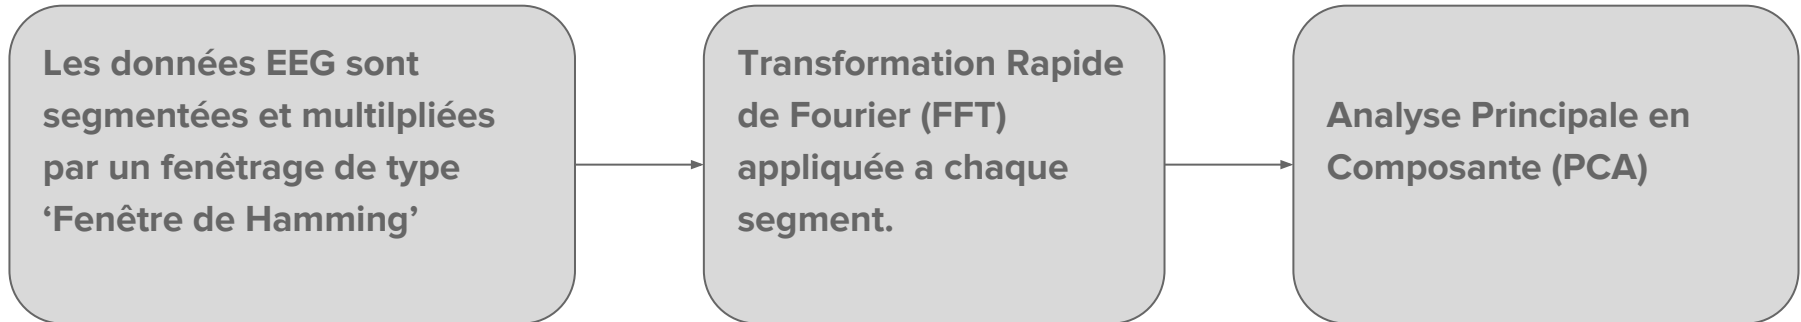 Les données EEG sont
segmentées et multilpliées
par un fenêtrage de type
‘Fenêtre de Hamming’
Transformation Rapide
de Fourier (FFT)
appliquée a chaque
segment.
Analyse Principale en
Composante (PCA)